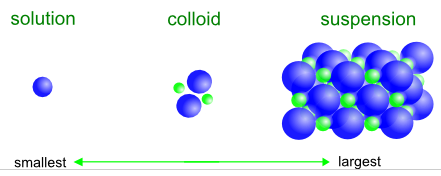 solution colloid suspension
smallest largest